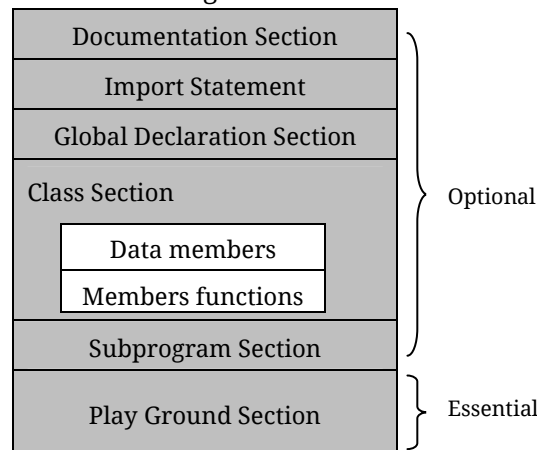 Documentation Section
Import Statement
Global Declaration Section
Class Section
Data members
Members functions
Subprogram Section
Play Ground Section
Optional
Essential